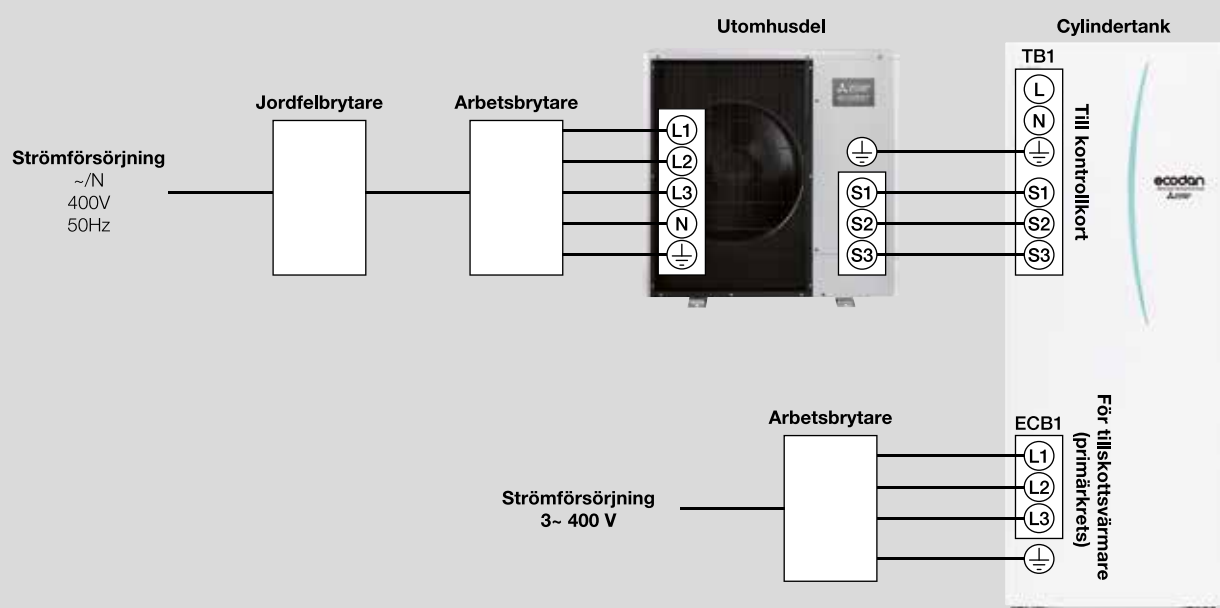 Utomhusdel
Cylindertank
Jordfelbrytare
Arbetsbrytare
Strömförsörjning
~/N
400V
50Hz
L1
L2
L3
N
S1
S2
S3
TB1
L
N
S1
S2
S3
Till kontrollkort
ecodan
Arbetsbrytare
Strömförsörjning
3~ 400 V
ECB1
L1
L2
L3
För tillskottsvärmare
(primärkrets)